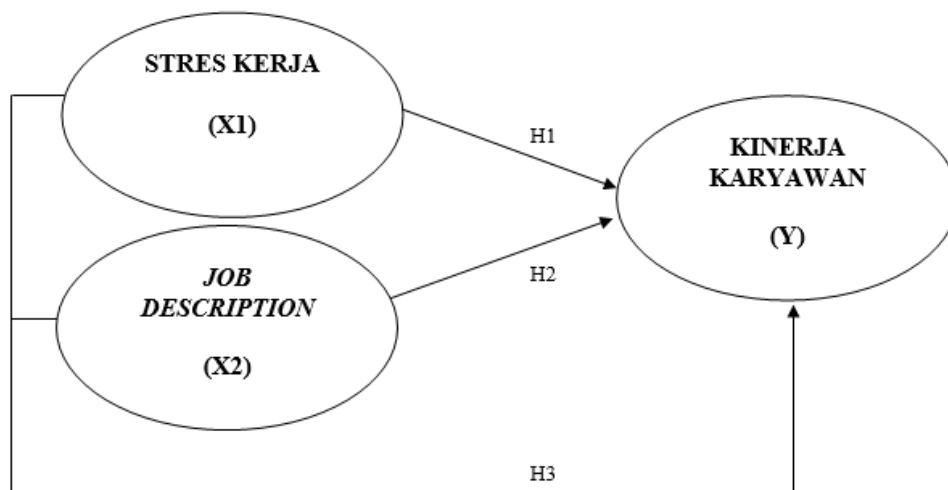 STRES KERJA
(X1)
H1
KINERJA
KARYAWAN
(Y)
JOB
DESCRIPTION
(X2)
H2
H3